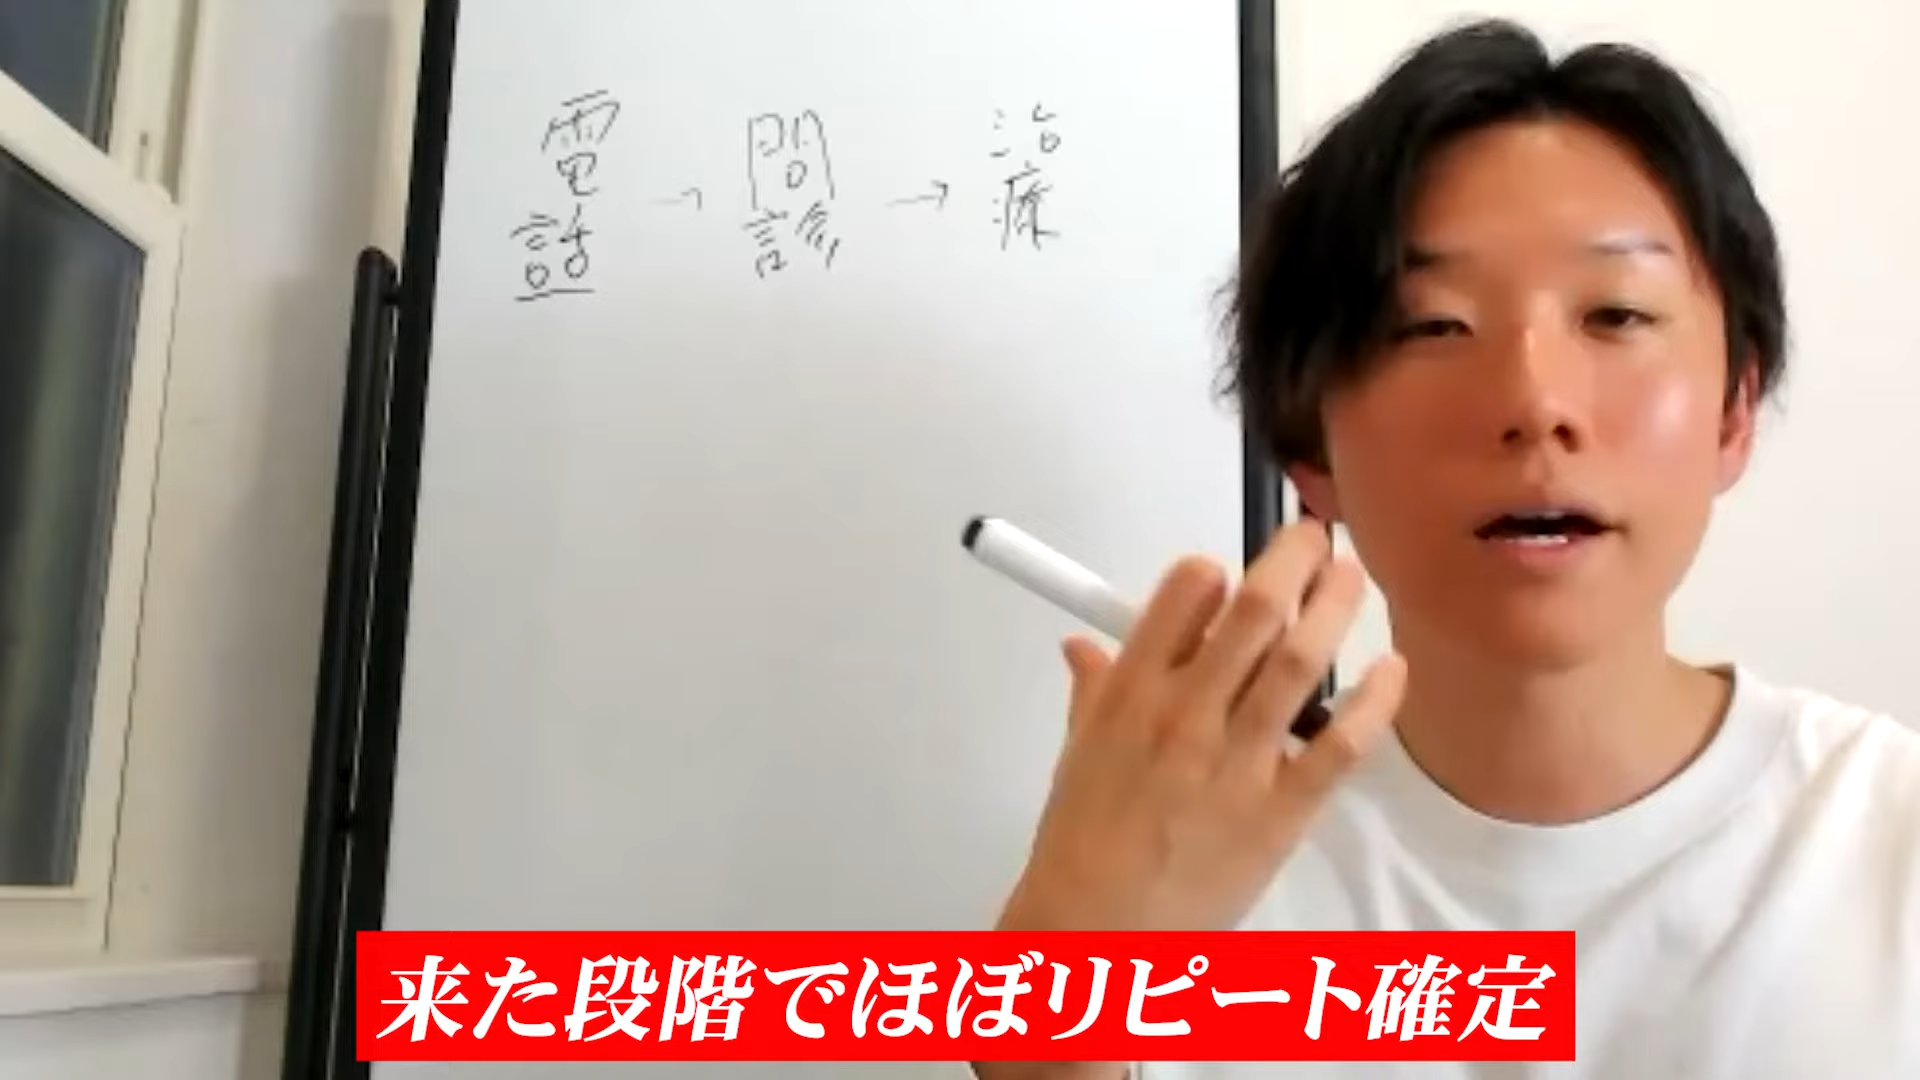 電話 → 問診 → 治療
来た段階でほぼリピート確定